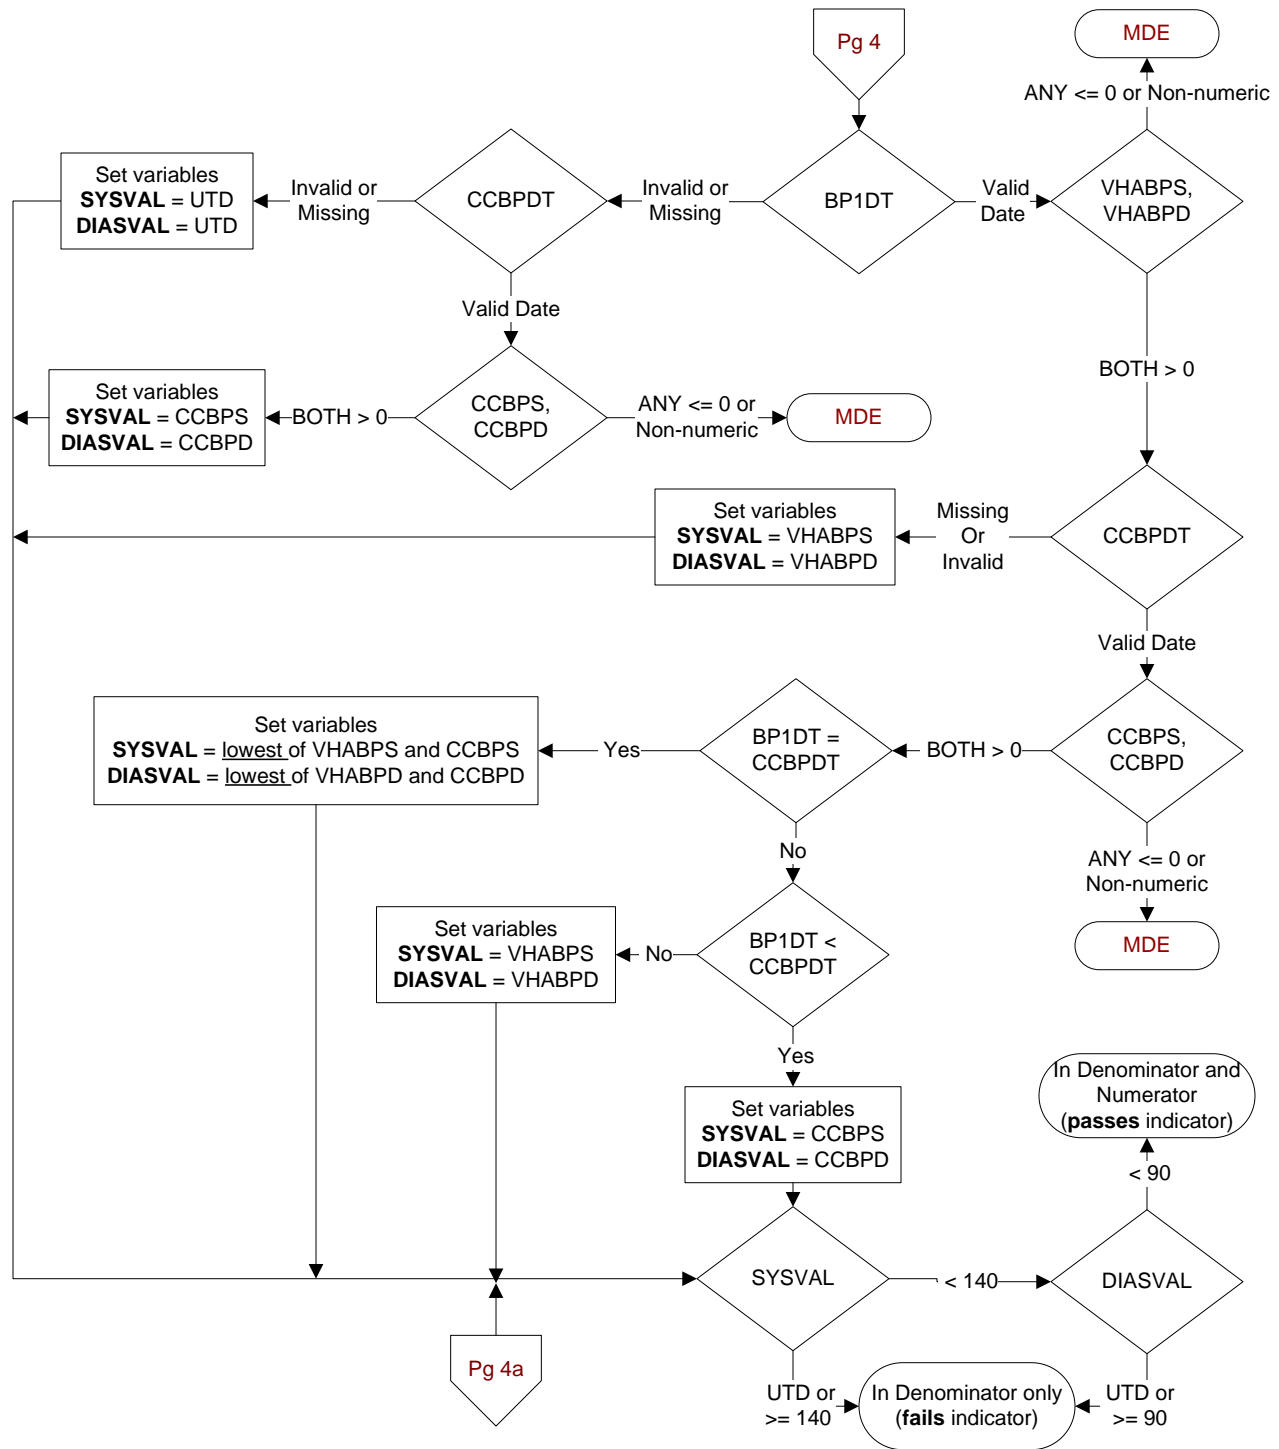 Pg 4
MDE
ANY <= 0 or Non-numeric
Set variables
SYSVAL = UTD
DIASVAL = UTD
Invalid or
Missing
CCBPDT
Invalid or
Missing
BP1DT
Valid
Date
VHABPS,
VHABPD
Valid Date
BOTH > 0
Set variables
SYSVAL = CCBPS
DIASVAL = CCBPD
BOTH > 0
CCBPS,
CCBPD
ANY <= 0 or
Non-numeric
MDE
Set variables
SYSVAL = VHABPS
DIASVAL = VHABPD
Missing
Or
Invalid
CCBPDT
Valid Date
Set variables
SYSVAL = lowest of VHABPS and CCBPS
DIASVAL = lowest of VHABPD and CCBPD
Yes
BP1DT =
CCBPDT
BOTH > 0
CCBPS,
CCBPD
No
ANY <= 0 or
Non-numeric
MDE
Set variables
SYSVAL = VHABPS
DIASVAL = VHABPD
No
BP1DT <
CCBPDT
Yes
Set variables
SYSVAL = CCBPS
DIASVAL = CCBPD
In Denominator and
Numerator
(passes indicator)
< 90
SYSVAL
< 140
DIASVAL
Pg 4a
UTD or
>= 140
In Denominator only
(fails indicator)
UTD or
>= 90